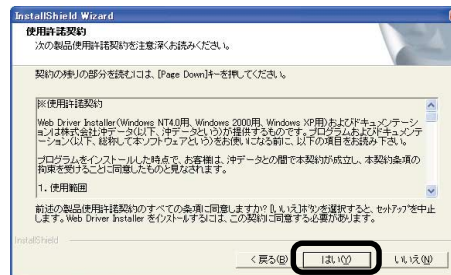 InstallShield Wizard
使用許諾契約
次の製品使用許諾契約を注意深くお読みください。
契約の残りの部分を読むには、[Page Down]キーを押してください。
※使用許諾契約
Web Driver Installer(Windows NT4.0用、Windows 2000用、Windows XP用)およびドキュメンテーシ
ョンは株式会社沖データ(以下、沖データという)が提供するものです。プログラムおよびドキュメンテ
ーション(以下、総称して本ソフトウェアという)をお使いになる前に、以下の項目をお読み下さい。
プログラムをインストールした時点で、お客様は、沖データとの間で本契約が成立し、本契約条項の
拘束を受けることに同意したものと見なされます。
1. 使用範囲
前述の製品使用許諾契約のすべての条項に同意しますか? [いいえ]ボタンを選択すると、セットアップを中止
します。Web Driver Installer をインストールするには、この契約に同意する必要があります。
InstallShield
< 戻る(B)
はい(Y)
いいえ(N)